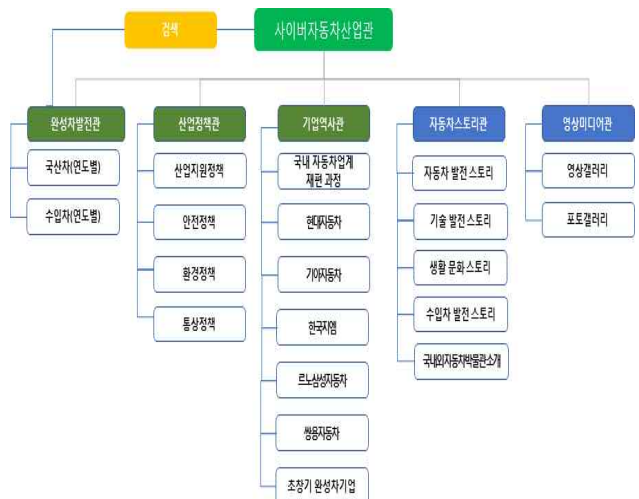 검색
사이버자동차산업관
완성차발전관
국산차(연도별)
수입차(연도별)
산업정책관
산업지원정책
안전정책
환경정책
통상정책
기업역사관
국내 자동차업계
재편 과정
현대자동차
기아자동차
한국지엠
르노삼성자동차
쌍용자동차
초창기 완성차기업
자동차스토리관
자동차 발전 스토리
기술 발전 스토리
생활 문화 스토리
수입차 발전 스토리
국내외자동차박물관소개
영상미디어관
영상갤러리
포토갤러리